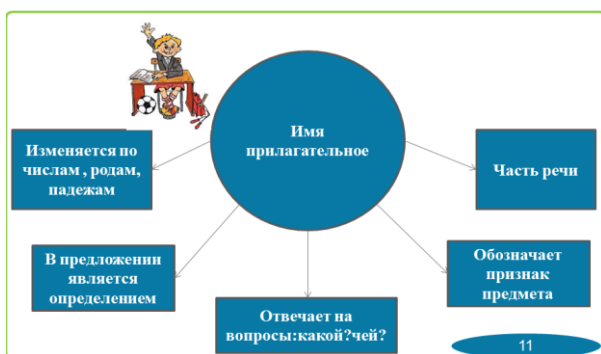 Имя
прилагательное
Изменяется по
числам , родам,
падежам
Часть речи
В предложении
является
определением
Обозначает
признак
предмета
Отвечает на
вопросы:какой?чей?
11